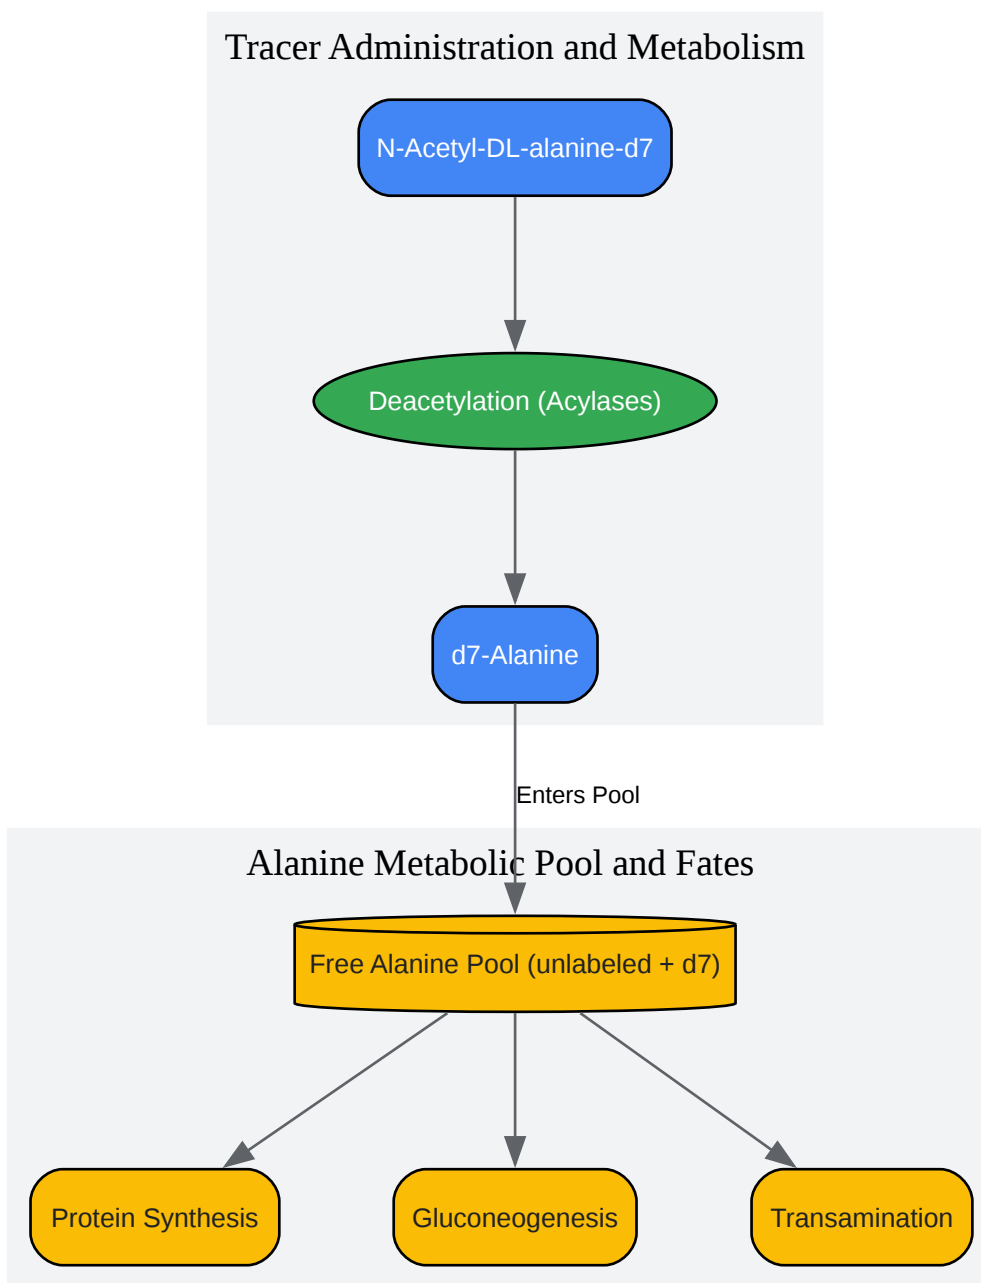 Tracer Administration and Metabolism
N-Acetyl-DL-alanine-d7
Deacetylation (Acylases)
d7-Alanine
Enters Pool
Alanine Metabolic Pool and Fates
Free Alanine Pool (unlabeled + d7)
Protein Synthesis
Gluconeogenesis
Transamination